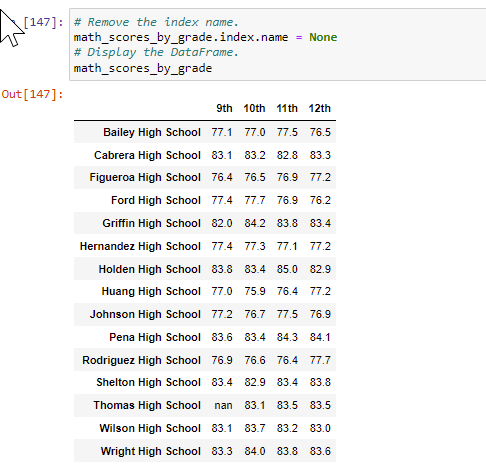 [147]: # Remove the index name.
math_scores_by_grade.index.name = None
# Display the DataFrame.
math_scores_by_grade
Out[147]:
9th 10th 11th 12th
Bailey High School 77.1 77.0 77.5 76.5
Cabrera High School 83.1 83.2 82.8 83.3
Figueroa High School 76.4 76.5 76.9 77.2
Ford High School 77.4 77.7 76.9 76.2
Griffin High School 82.0 84.2 83.8 83.4
Hernandez High School 77.4 77.3 77.1 77.2
Holden High School 83.8 83.4 85.0 82.9
Huang High School 77.0 75.9 76.4 77.2
Johnson High School 77.2 76.7 77.5 76.9
Pena High School 83.6 83.4 84.3 84.1
Rodriguez High School 76.9 76.6 76.4 77.7
Shelton High School 83.4 82.9 83.4 83.8
Thomas High School nan 83.1 83.5 83.5
Wilson High School 83.1 83.7 83.2 83.0
Wright High School 83.3 84.0 83.8 83.6